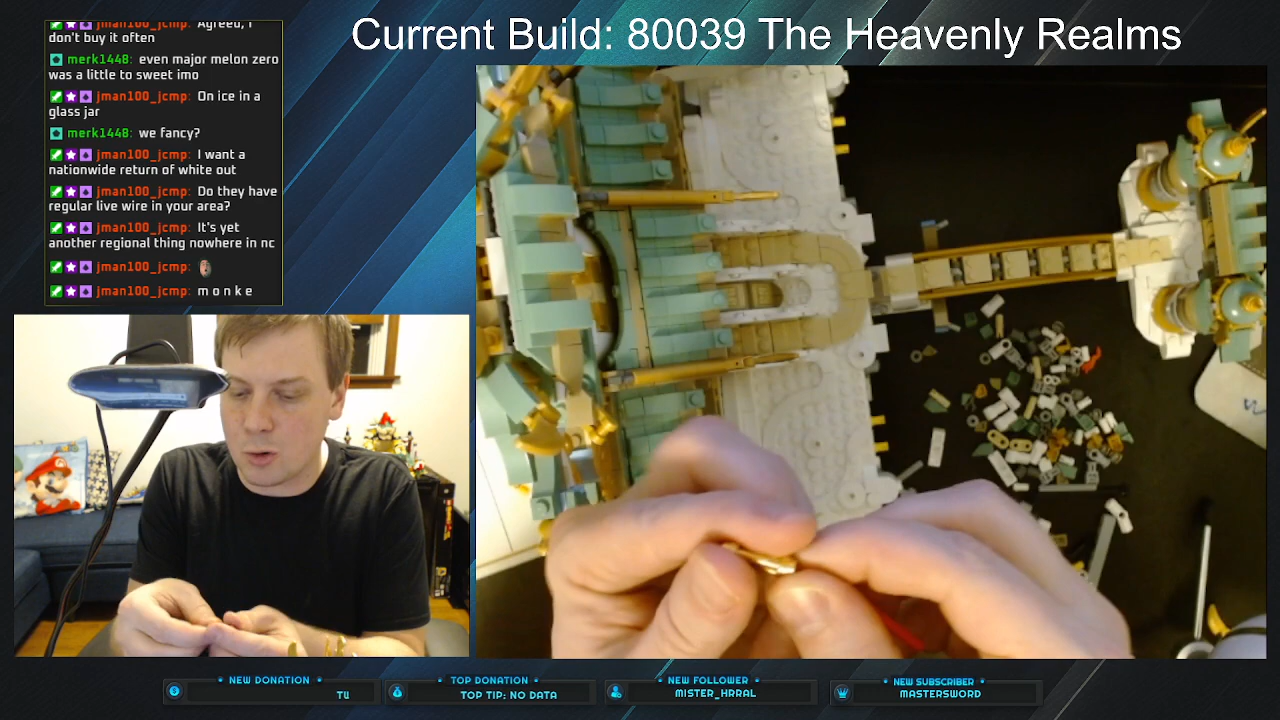 Current Build: 80039 The Heavenly Realms
jman100_jcmp: Agreed, I
don't buy it often
merk1448: even major melon zero
was a little to sweet imo
jman100_jcmp: On ice in a
glass jar
merk1448: we fancy?
jman100_jcmp: I want a
nationwide return of white out
jman100_jcmp: Do they have
regular live wire in your area?
jman100_jcmp: It's yet
another regional thing nowhere in nc
jman100_jcmp:
jman100_jcmp: m o n k e
NEW DONATION
TOP DONATION
TOP TIP: NO DATA
NEW FOLLOWER
MISTER_HRRAL
NEW SUBSCRIBER
MASTERSWORD